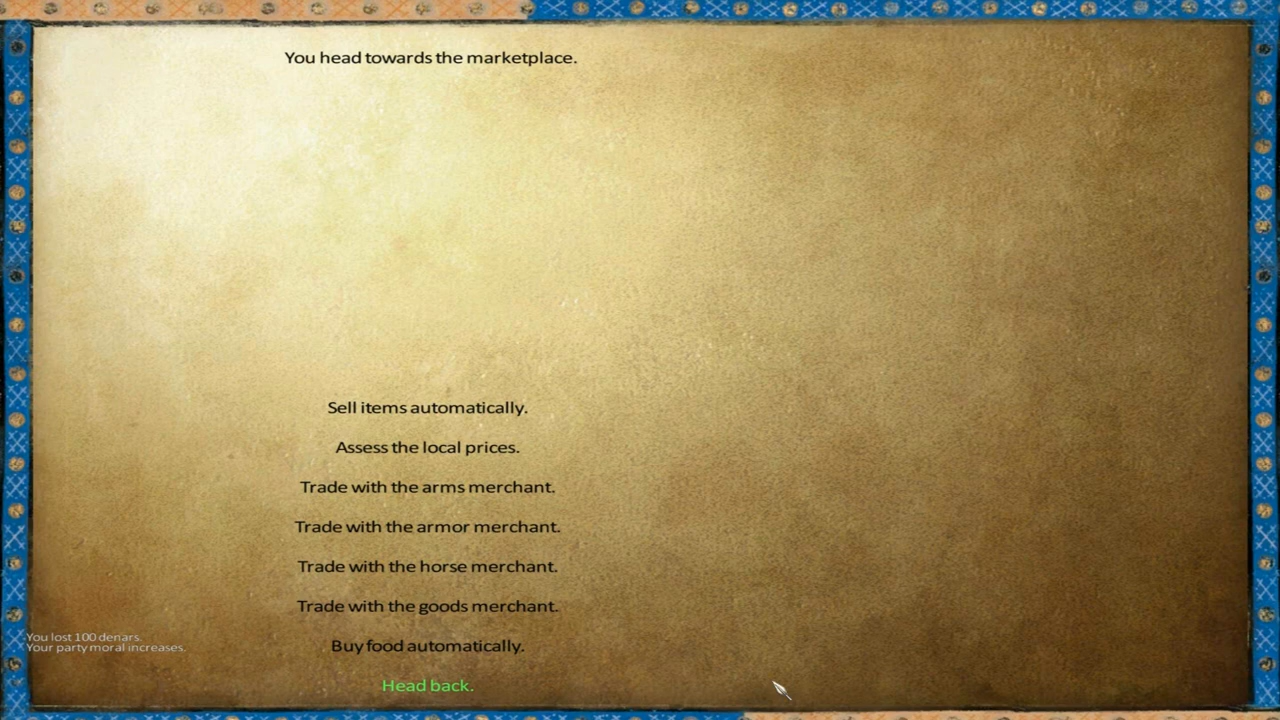 You head towards the marketplace.
Sell items automatically.
Assess the local prices.
Trade with the arms merchant.
Trade with the armor merchant.
Trade with the horse merchant.
Trade with the goods merchant.
You lost 100 denars.
Your party moral increases.
Buy food automatically.
Head back.